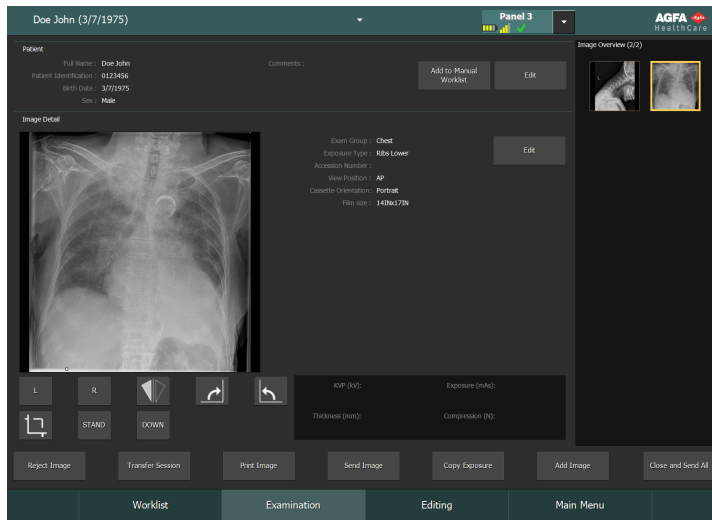 Doe John (3/7/1975)
Panel 3
AGFA
HealthCare
Patient
Full Name : Doe John
Patient Identification : 0123456
Birth Date : 3/7/1975
Sex : Male
Comments :
Add to Manual
Worklist
Edit
Image Overview (2/2)
L
Image Detail
Exam Group : Chest
Exposure Type : Ribs Lower
Accession Number :
View Position : AP
Cassette Orientation: Portrait
Film size : 14INx17IN
Edit
L
R
STAND
DOWN
KVP (kV):
Exposure (mAs):
Thickness (mm):
Compression (N):
Reject Image
Transfer Session
Print Image
Send Image
Copy Exposure
Add Image
Close and Send All
Worklist
Examination
Editing
Main Menu